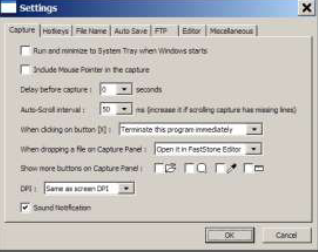 Settings
Capture Hotkeys File Name Auto Save FTP Editor Miscellaneous
Run and minimize to System Tray when Windows starts
Include Mouse Pointer in the capture
Delay before capture : 0 seconds
Auto-Scroll interval : 50 ms (increase it if scrolling capture has missing lines)
When clicking on button [X] : Terminate this program immediately
When dropping a file on Capture Panel : Open it in FastStone Editor
Show more buttons on Capture Panel :
DPI : Same as screen DPI
Sound Notification
OK Cancel